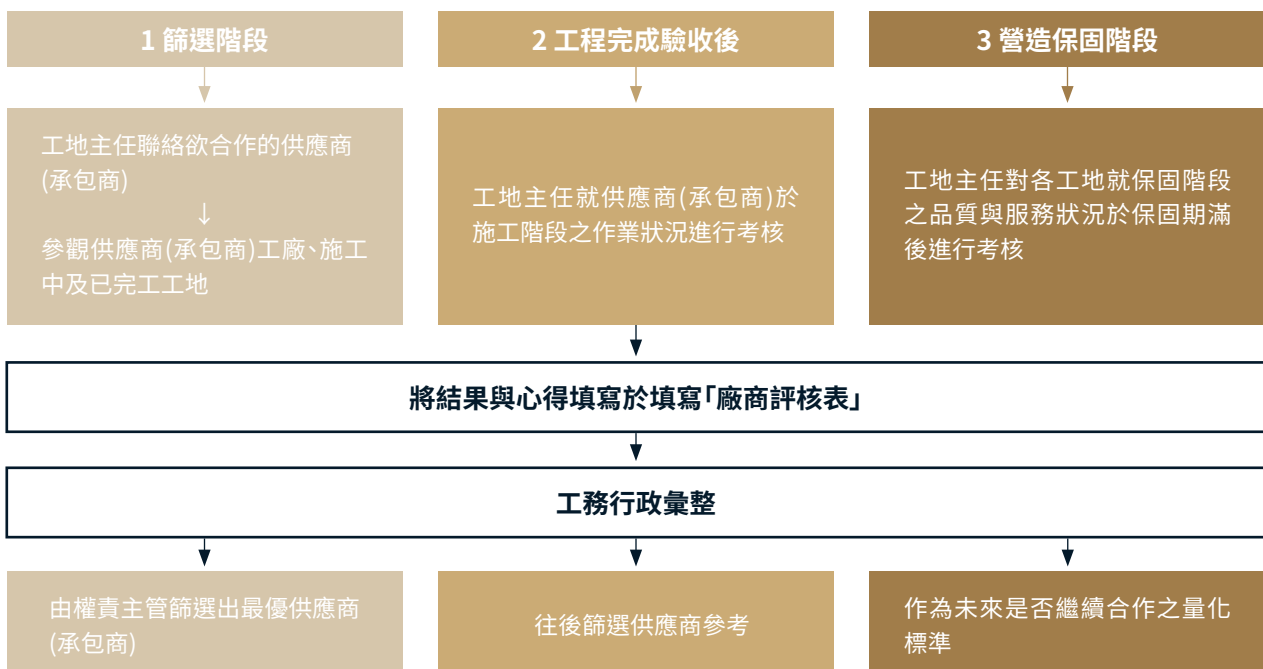 1 篩選階段
2 工程完成驗收後
3 營造保固階段
工地主任聯絡欲合作的供應商
(承包商)
↓
參觀供應商(承包商)工廠、施工
中及已完工工地
工地主任就供應商(承包商)於
施工階段之作業狀況進行考核
工地主任對各工地就保固階段
之品質與服務狀況於保固期滿
後進行考核
將結果與心得填寫於填寫「廠商評核表」
工務行政彙整
由權責主管篩選出最優供應商
(承包商)
往後篩選供應商參考
作為未來是否繼續合作之量化
標準